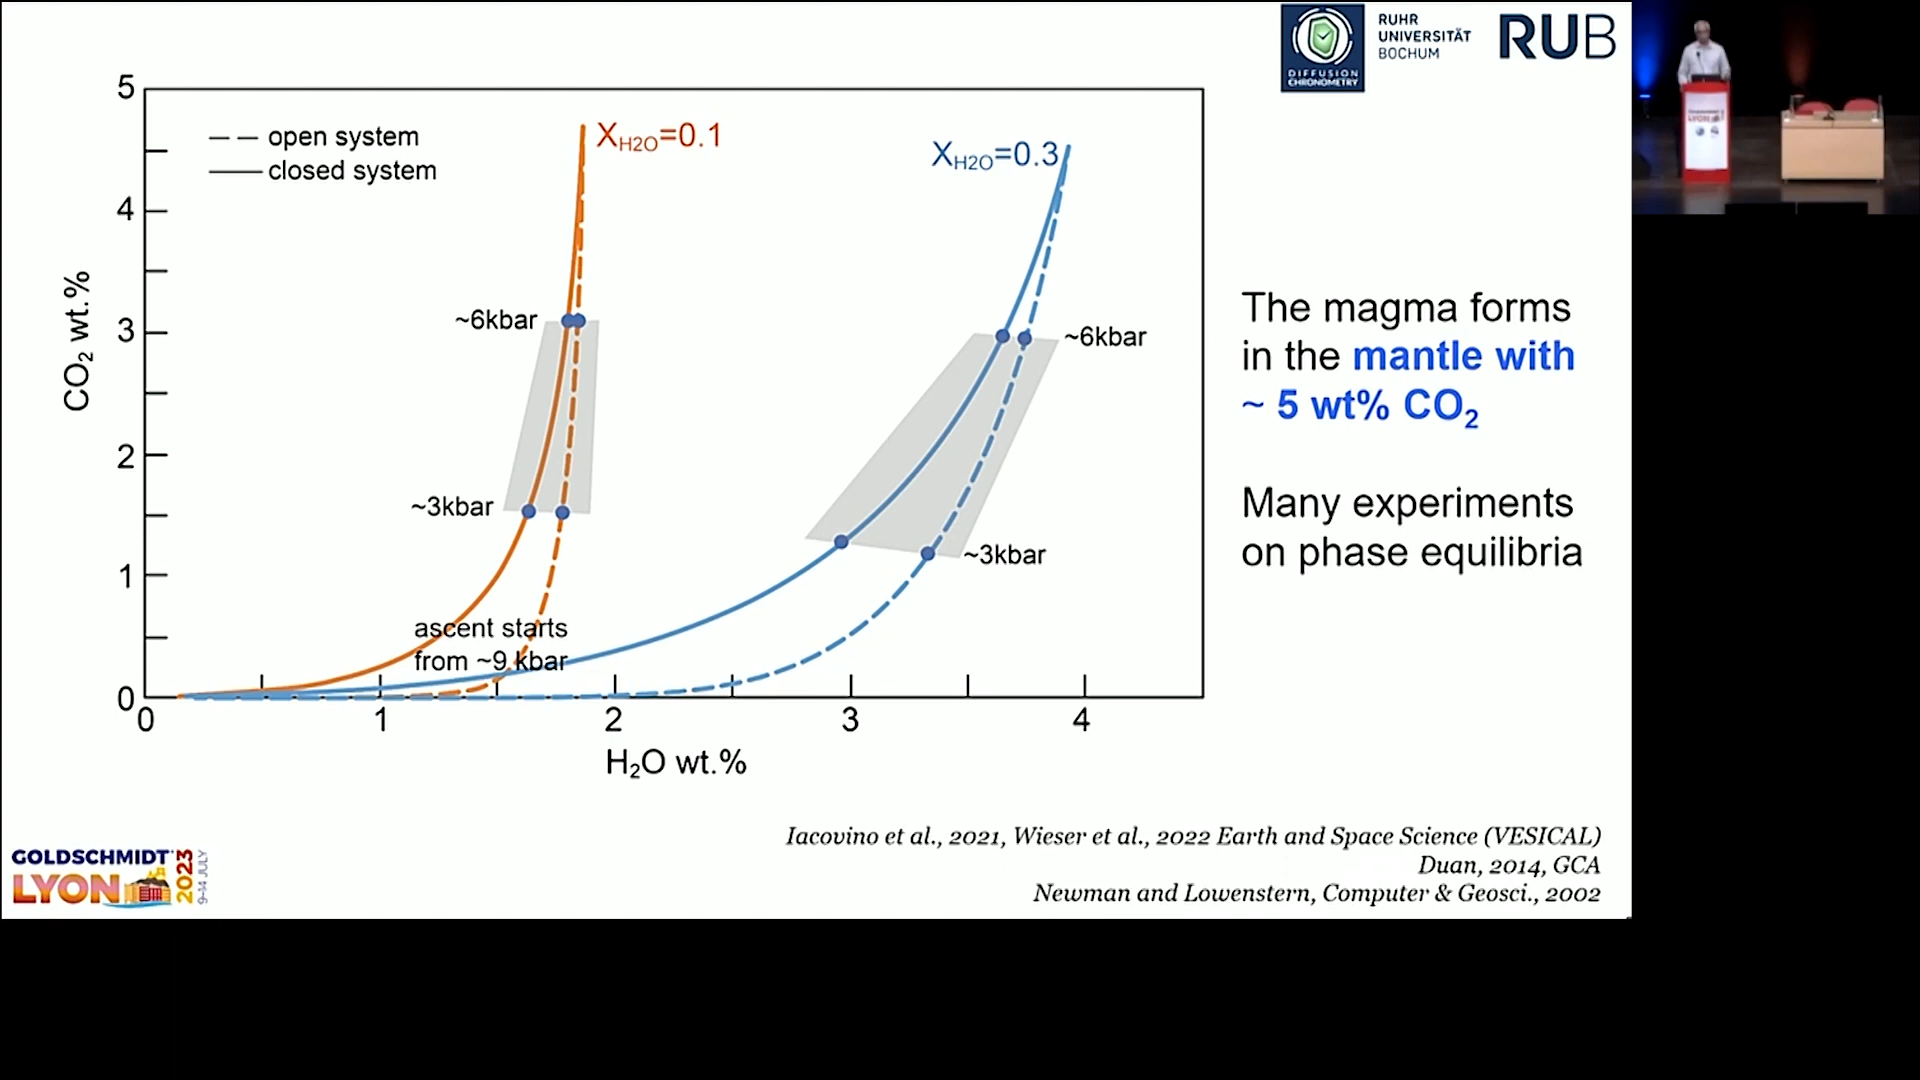 DIFFUSION
CHRONOMETRY
RUHR
UNIVERSITÄT
BOCHUM
RUB
5
4
3
2
1
0
CO₂ wt.%
0
1
2
3
4
H₂O wt.%
open system
closed system
X_H2O=0.1
X_H2O=0.3
~6kbar
~3kbar
~6kbar
~3kbar
ascent starts
from ~9 kbar
The magma forms
in the mantle with
~ 5 wt% CO₂
Many experiments
on phase equilibria
Iacovino et al., 2021, Wieser et al., 2022 Earth and Space Science (VESICAL)
Duan, 2014, GCA
Newman and Lowenstern, Computer & Geosci., 2002
GOLDSCHMIDT
LYON
2023
9-14 JULY
LYON